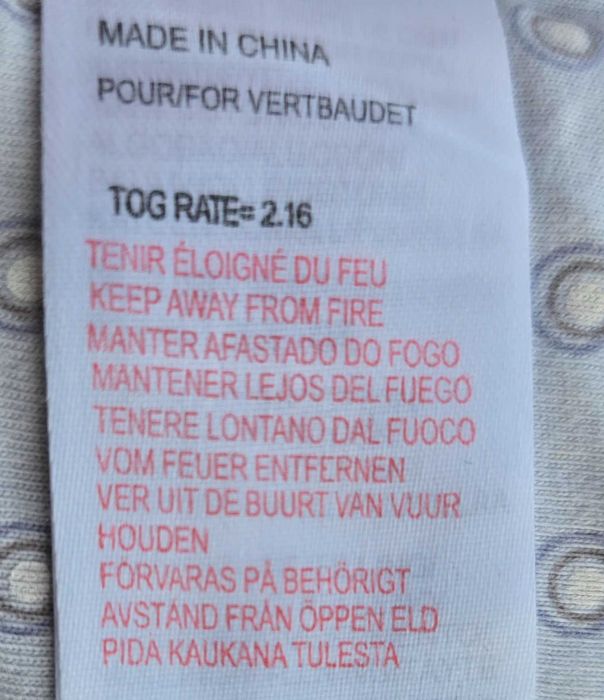 MADE IN CHINA
POUR/FOR VERTBAUDET
TOG RATE= 2.16
TENIR ÉLOIGNÉ DU FEU
KEEP AWAY FROM FIRE
MANTER AFASTADO DO FOGO
MANTENER LEJOS DEL FUEGO
TENERE LONTANO DAL FUOCO
VOM FEUER ENTFERNEN
VER UIT DE BUURT VAN VUUR
HOUDEN
FÖRVARAS PÅ BEHÖRIGT
AVSTÅND FRÅN ÖPPEN ELD
PIDÄ KAUKANA TULESTA